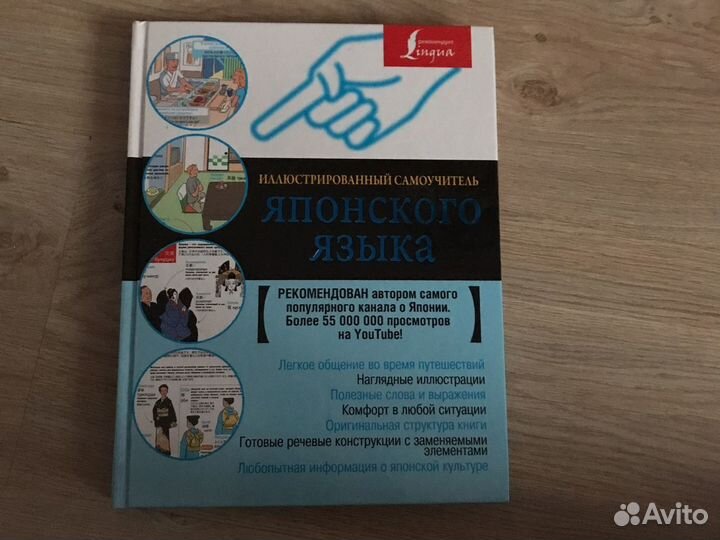 рекомендует
Lingua
ИЛЛЮСТРИРОВАННЫЙ САМОУЧИТЕЛЬ
ЯПОНСКОГО
ЯЗЫКА
РЕКОМЕНДОВАН автором самого
популярного канала о Японии.
Более 55 000 000 просмотров
на YouTube!
Легкое общение во время путешествий
Наглядные иллюстрации
Полезные слова и выражения
Комфорт в любой ситуации
Оригинальная структура книги
Готовые речевые конструкции с заменяемыми
элементами
Любопытная информация о японской культуре
Avito